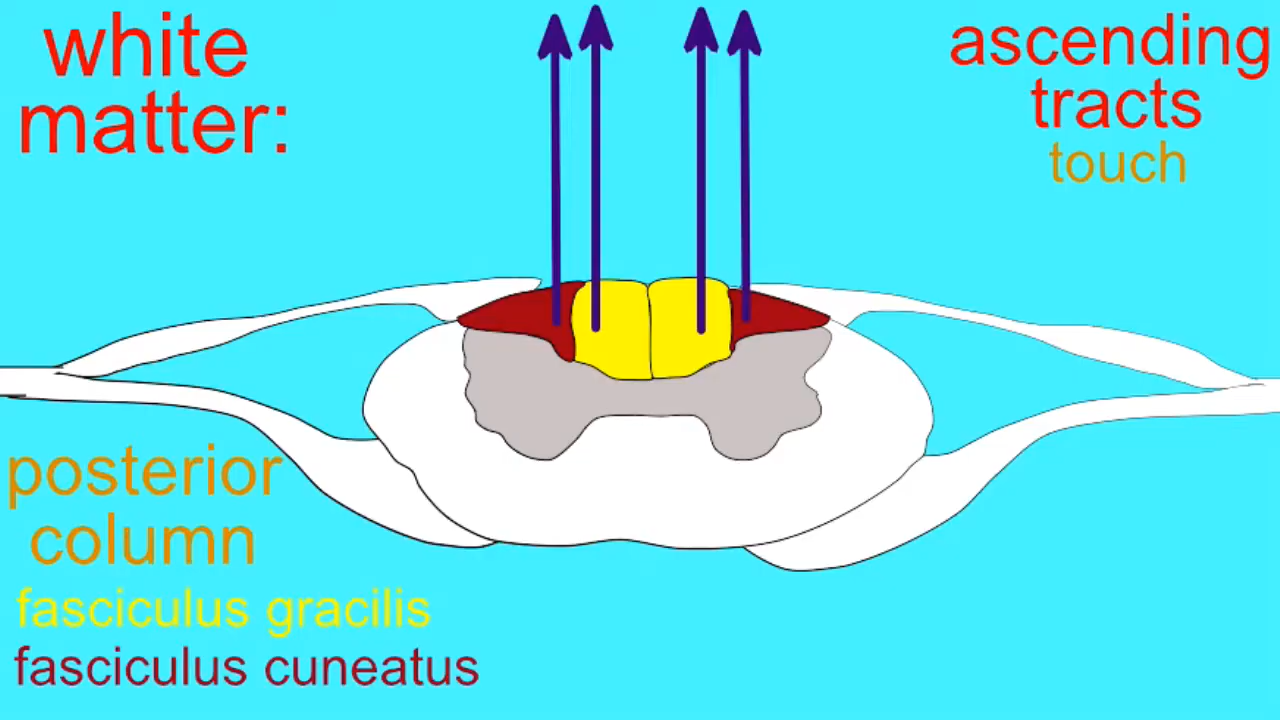 white
matter:
ascending
tracts
touch
posterior
column
fasciculus gracilis
fasciculus cuneatus